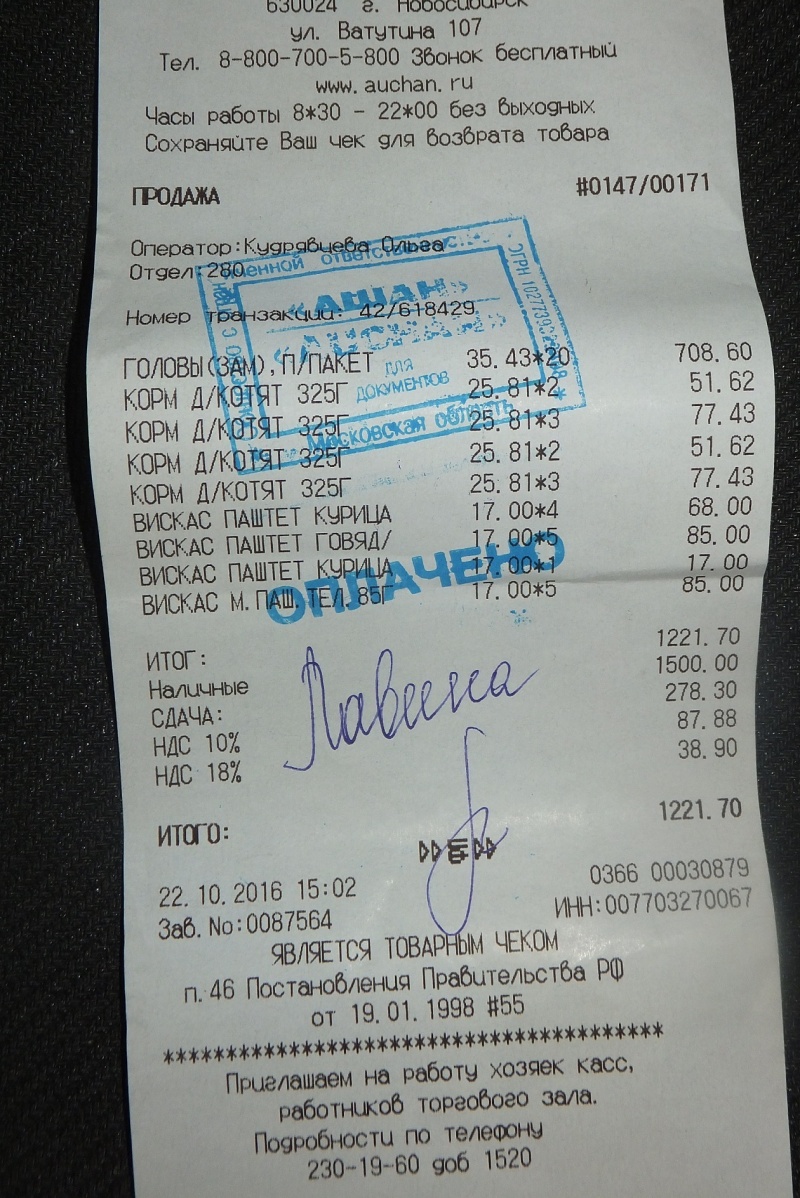 630024 г. Новосибирск
ул. Ватутина 107
Тел. 8-800-700-5-800 Звонок бесплатный
www.auchan.ru
Часы работы 8*30 - 22*00 без выходных
Сохраняйте Ваш чек для возврата товара
ПРОДАЖА #0147/00171
Оператор:Кудрявцева Ольга
Отдел:280
ответственностью
«АШАН»
Номер транзакции: 42/618429
«AUCHAN»
ГОЛОВЫ(ЗАМ),П/ПАКЕТ 35.43*20 708.60
ДЛЯ
ДОКУМЕНТОВ
КОРМ Д/КОТЯТ 325Г 25.81*2 51.62
КОРМ Д/КОТЯТ 325Г 25.81*3 77.43
Московская область
КОРМ Д/КОТЯТ 325Г 25.81*2 51.62
КОРМ Д/КОТЯТ 325Г 25.81*3 77.43
ВИСКАС ПАШТЕТ КУРИЦА 17.00*4 68.00
ВИСКАС ПАШТЕТ ГОВЯД/ 17.00*5 85.00
ВИСКАС ПАШТЕТ КУРИЦА 17.00*1 17.00
ВИСКАС М.ПАШ.ТЕЛ.85Г 17.00*5 85.00
ОПЛАЧЕНО
ИТОГ: 1221.70
Наличные 1500.00
СДАЧА: 278.30
НДС 10% 87.88
НДС 18% 38.90
Лавина
ИТОГО: 1221.70
22.10.2016 15:02 0366 00030879
Зав. No:0087564 ИНН:007703270067
ЯВЛЯЕТСЯ ТОВАРНЫМ ЧЕКОМ
п.46 Постановления Правительства РФ
от 19.01.1998 #55
****************************************
Приглашаем на работу хозяек касс,
работников торгового зала.
Подробности по телефону
230-19-60 доб 1520